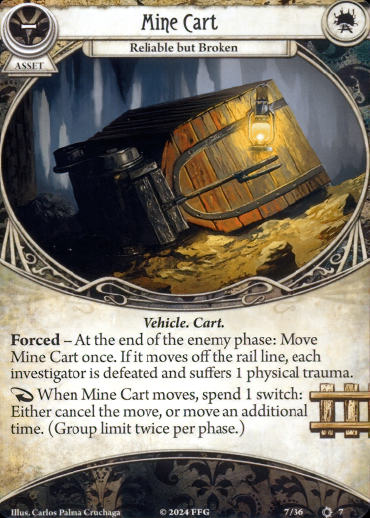 Mine Cart
Reliable but Broken
ASSET
Vehicle. Cart.
Forced – At the end of the enemy phase: Move
Mine Cart once. If it moves off the rail line, each
investigator is defeated and suffers 1 physical trauma.
When Mine Cart moves, spend 1 switch:
Either cancel the move, or move an additional
time. (Group limit twice per phase.)
Illus. Carlos Palma Cruchaga
© 2024 FFG
7/36
7